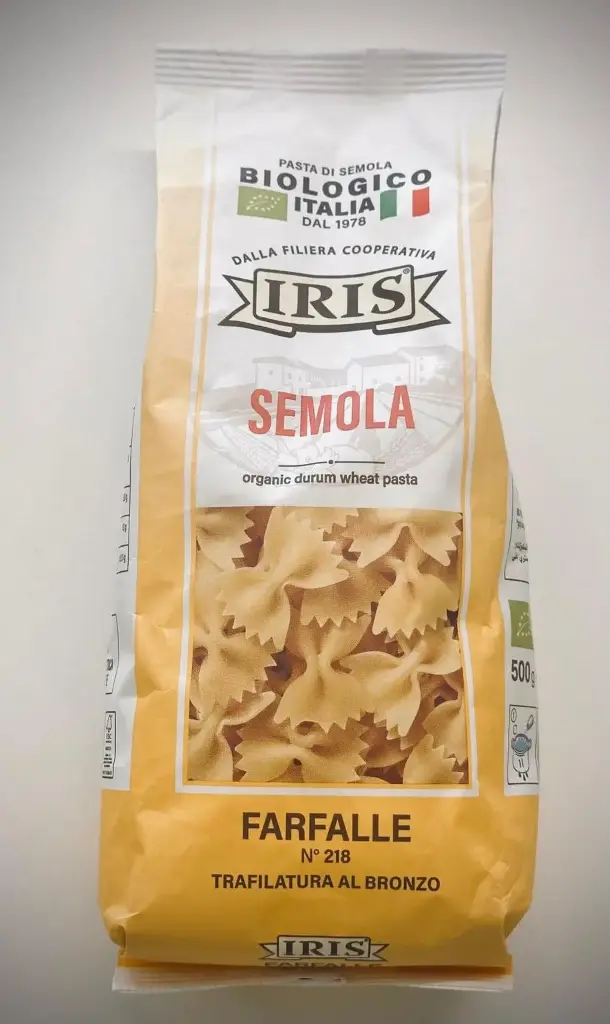 PASTA DI SEMOLA
BIOLOGICO
ITALIA
DAL 1978
DALLA FILIERA COOPERATIVA
IRIS®
SEMOLA
organic durum wheat pasta
500g
FARFALLE
N° 218
TRAFILATURA AL BRONZO
IRIS
FARFALLE